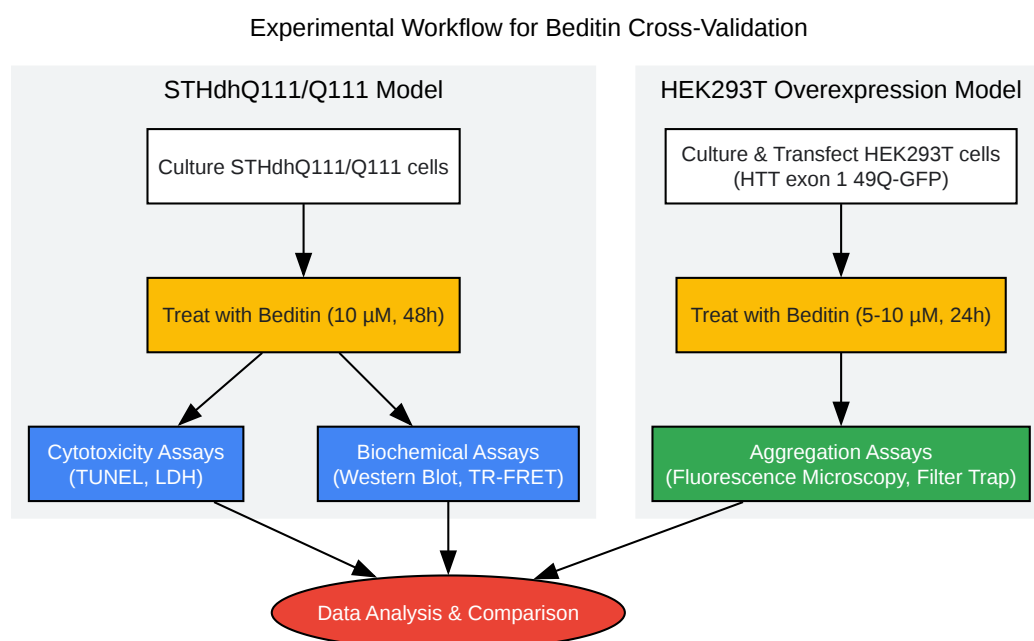 Experimental Workflow for Beditin Cross-Validation
STHdhQ111/Q111 Model
HEK293T Overexpression Model
Culture STHdhQ111/Q111 cells
Culture & Transfect HEK293T cells
(HTT exon 1 49Q-GFP)
Treat with Beditin (10 µM, 48h)
Treat with Beditin (5-10 µM, 24h)
Cytotoxicity Assays
(TUNEL, LDH)
Biochemical Assays
(Western Blot, TR-FRET)
Aggregation Assays
(Fluorescence Microscopy, Filter Trap)
Data Analysis & Comparison